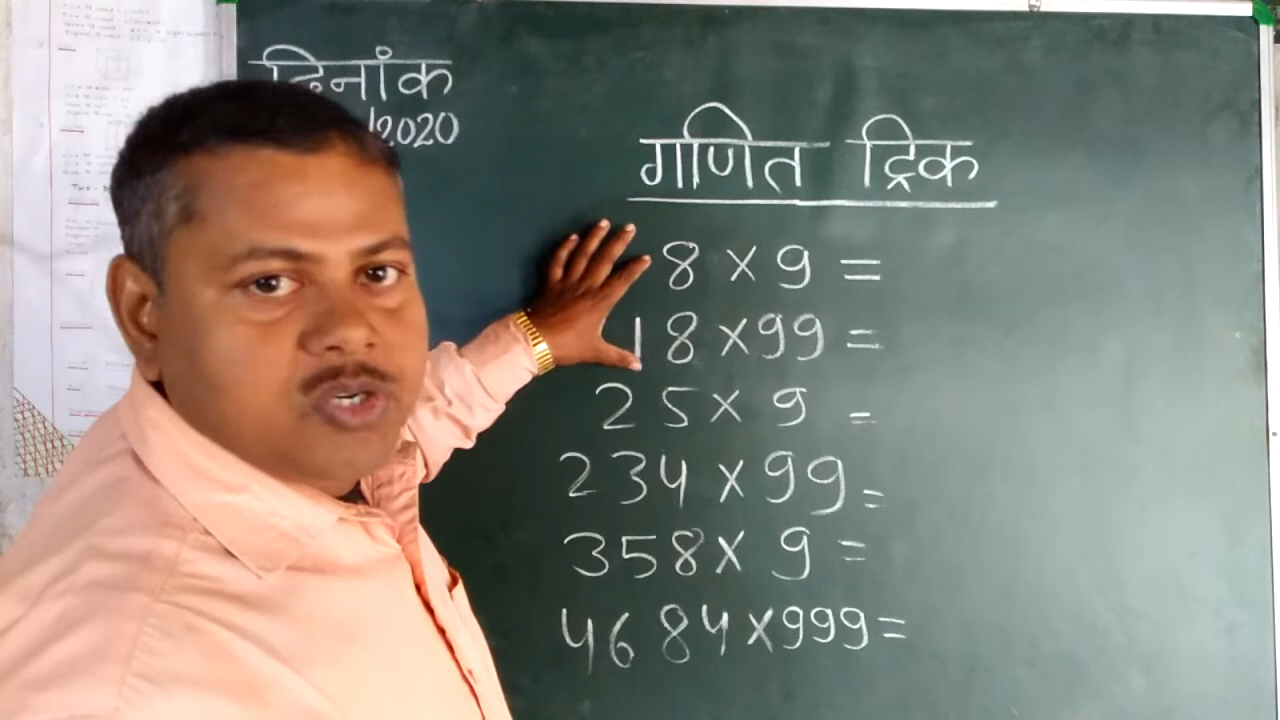 दिनांक
/2020
गणित ट्रिक
8 × 9 =
18 × 99 =
25 × 9 =
234 × 99 =
358 × 9 =
4684 × 999 =